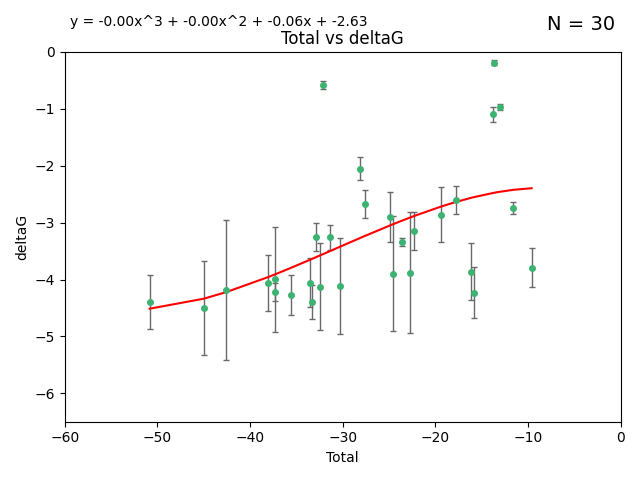 y = -0.00x^3 + -0.00x^2 + -0.06x + -2.63
N = 30
Total vs deltaG
0
−1
−2
−3
−4
−5
−6
deltaG
−60 −50 −40 −30 −20 −10 0
Total